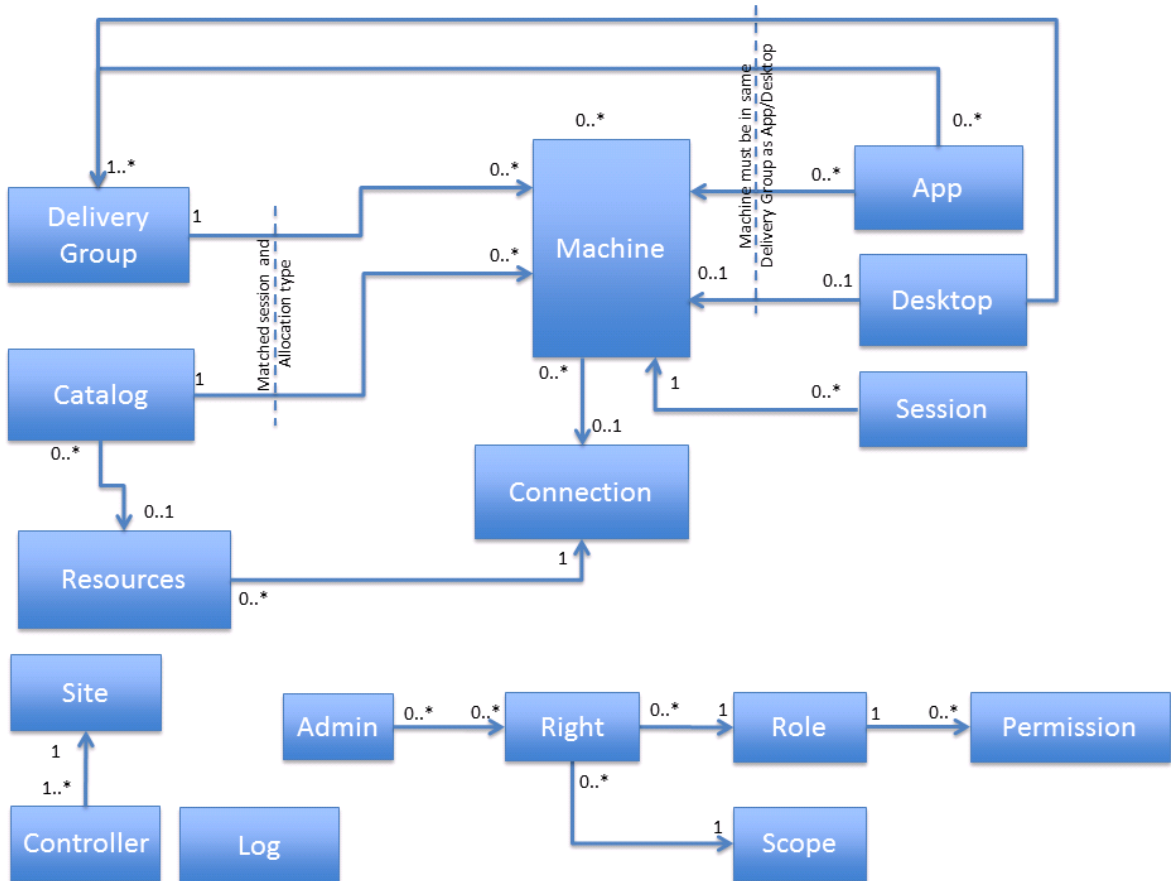 Machine must be in same
Delivery Group as App/Desktop
0..*
0..*
1..*
0..*
0..*
App
Delivery
Group
1
Machine
0..*
Matched session and
Allocation type
0..1
0..1
Desktop
Catalog
1
0..*
1
0..*
Session
0..*
0..1
Connection
0..1
Resources
1
0..*
Site
Admin
0..*
0..*
Right
0..*
1
Role
1
0..*
Permission
1
0..*
1..*
Controller
Log
1
Scope